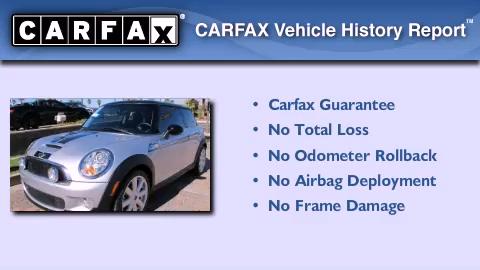 CARFAX®
CARFAX Vehicle History Report™
• Carfax Guarantee
• No Total Loss
• No Odometer Rollback
• No Airbag Deployment
• No Frame Damage